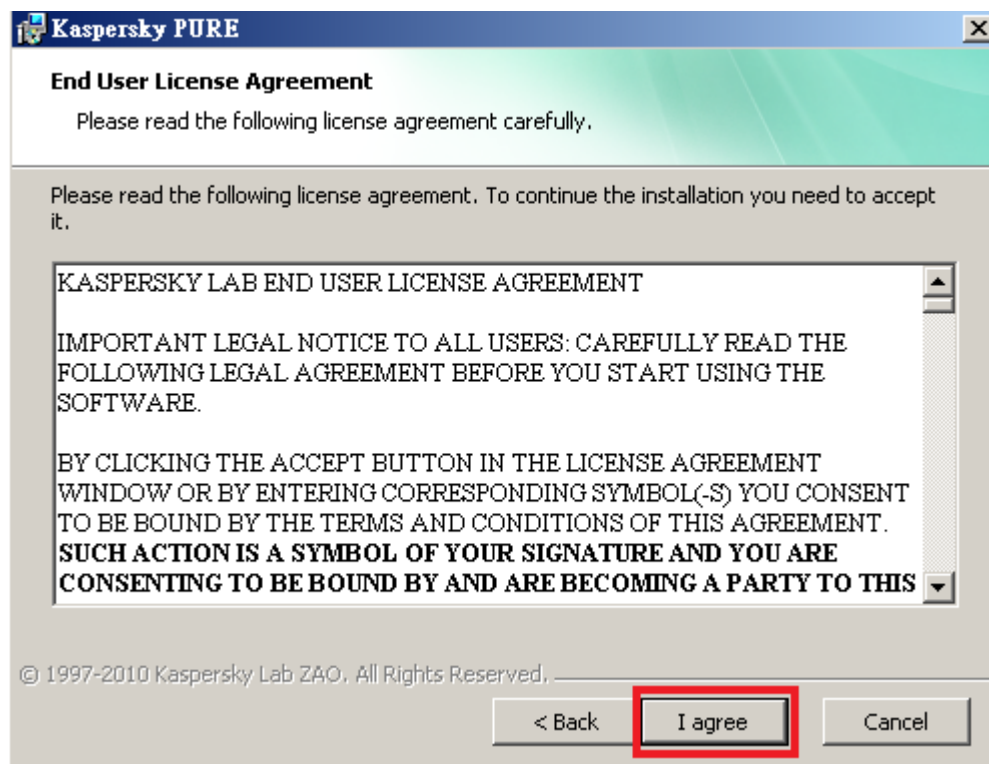 Kaspersky PURE
End User License Agreement
Please read the following license agreement carefully.
Please read the following license agreement. To continue the installation you need to accept
it.
KASPERSKY LAB END USER LICENSE AGREEMENT
IMPORTANT LEGAL NOTICE TO ALL USERS: CAREFULLY READ THE
FOLLOWING LEGAL AGREEMENT BEFORE YOU START USING THE
SOFTWARE.
BY CLICKING THE ACCEPT BUTTON IN THE LICENSE AGREEMENT
WINDOW OR BY ENTERING CORRESPONDING SYMBOL(-S) YOU CONSENT
TO BE BOUND BY THE TERMS AND CONDITIONS OF THIS AGREEMENT.
SUCH ACTION IS A SYMBOL OF YOUR SIGNATURE AND YOU ARE
CONSENTING TO BE BOUND BY AND ARE BECOMING A PARTY TO THIS
© 1997-2010 Kaspersky Lab ZAO. All Rights Reserved.
< Back I agree Cancel